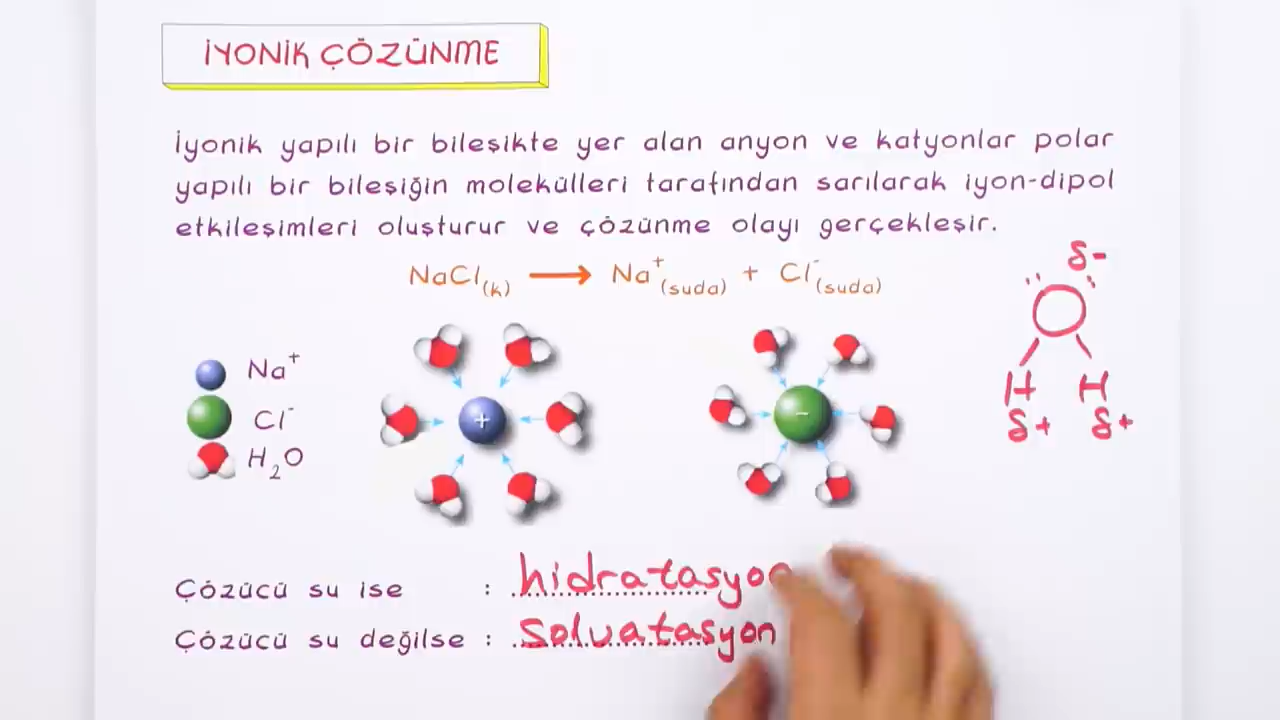 İYONİK ÇÖZÜNME
İyonik yapılı bir bileşikte yer alan anyon ve katyonlar polar
yapılı bir bileşiğin molekülleri tarafından sarılarak iyon-dipol
etkileşimleri oluşturur ve çözünme olayı gerçekleşir.
NaCl(k) → Na⁺(suda) + Cl⁻(suda)
δ-
O
H H
δ+ δ+
Na⁺
Cl⁻
H₂O
+
-
Çözücü su ise : hidratasyon
Çözücü su değilse : solvatasyon